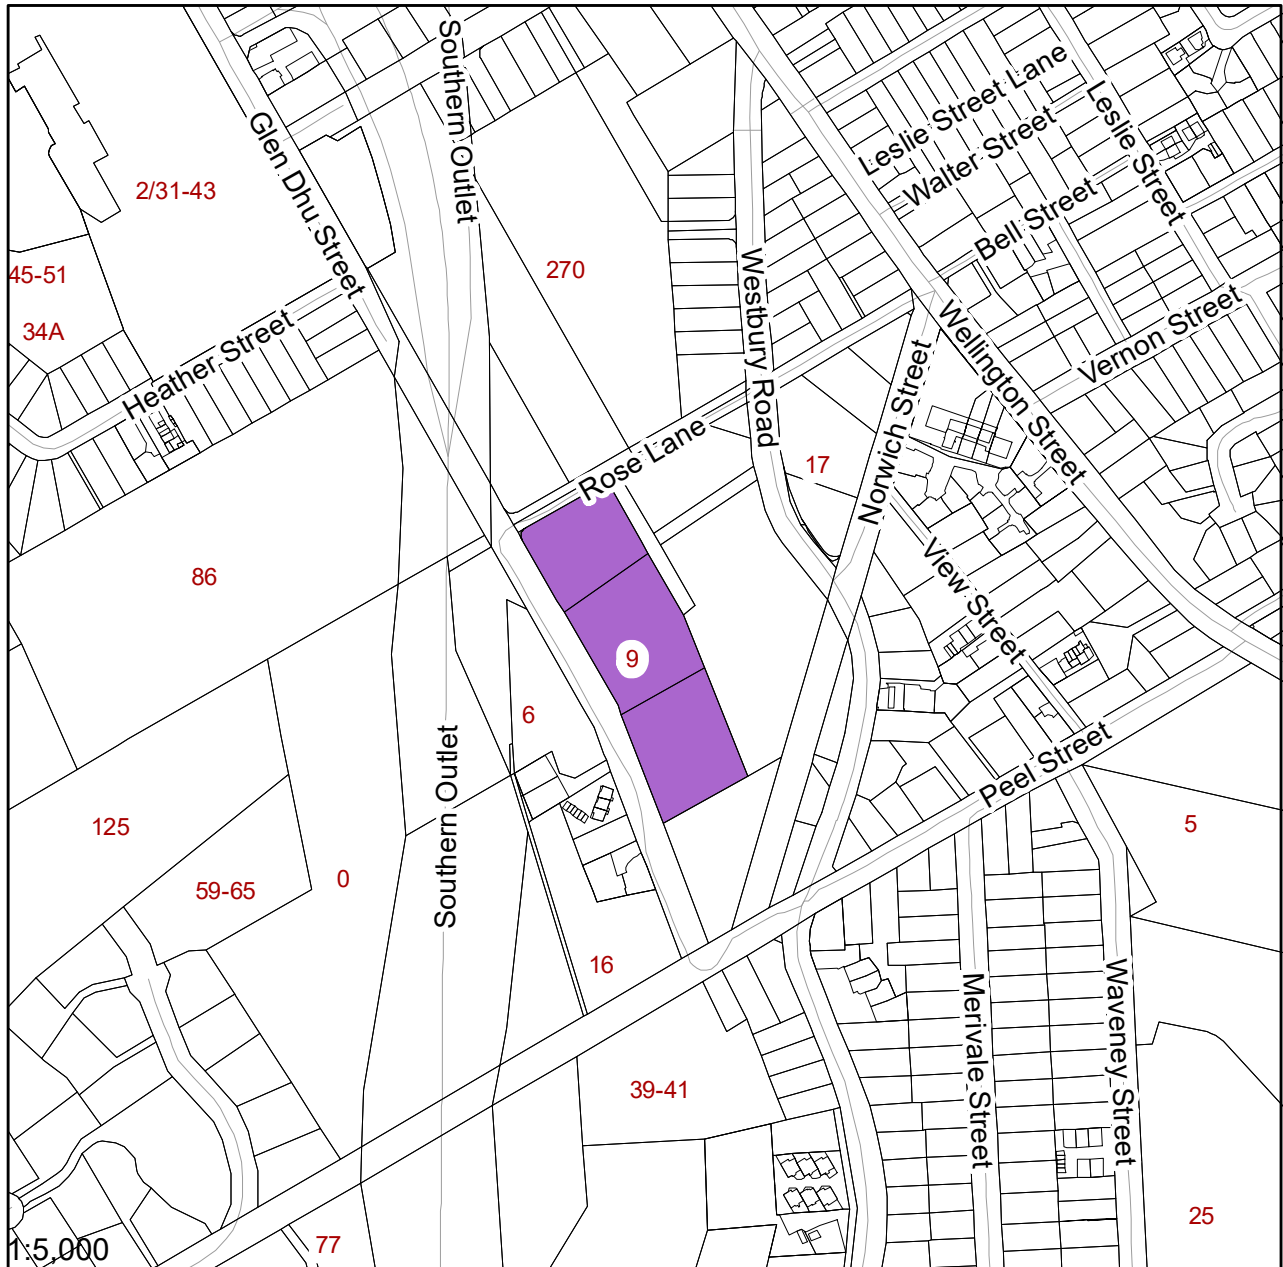 Southern Outlet
Leslie Street Lane
Leslie Street
Glen Dhu Street
Walter Street
2/31-43
Bell Street
45-51
270
Westbury Road
34A
Heather Street
Wellington Street
Vernon Street
Norwich Street
Rose Lane
17
86
View Street
9
6
Southern Outlet
Peel Street
125
5
59-65
0
16
Merivale Street
Waveney Street
39-41
25
77
1:5,000